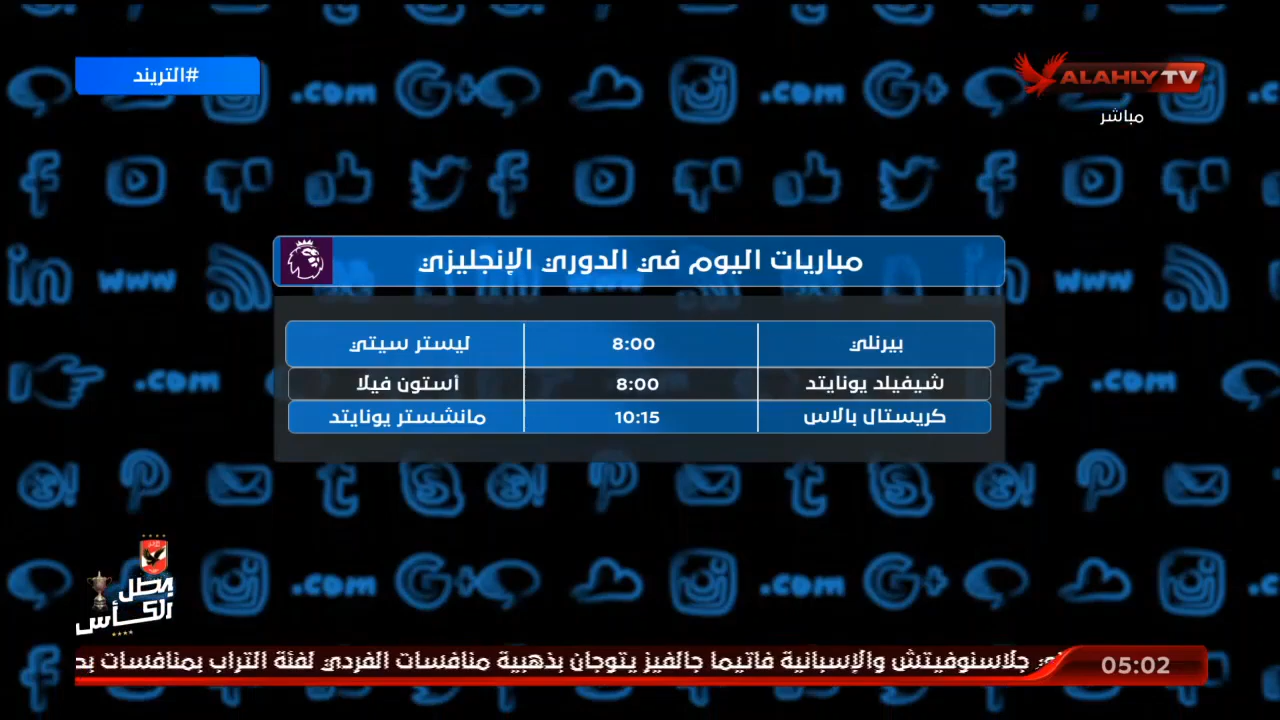 #التريند
ALAHLY TV
مباشر
مباريات اليوم في الدوري الإنجليزي
بيرنلي 8:00 ليستر سيتي
شيفيلد يونايتد 8:00 أستون فيلا
كريستال بالاس 10:15 مانشستر يونايتد
بطل
الكأس
جلاسنوفيتش والإسبانية فاتيما جالفيز يتوجان بذهبية منافسات الفردي لفئة التراب بمنافسات
05:02